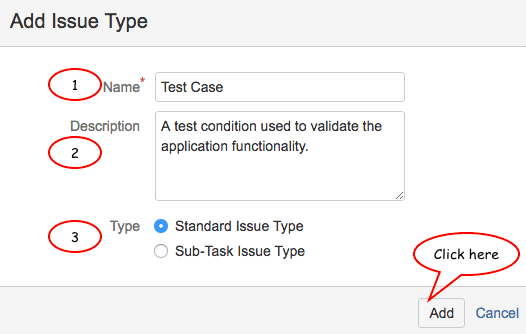 Add Issue Type
1 Name* Test Case
Description A test condition used to validate the
application functionality.
2
3 Type Standard Issue Type
Sub-Task Issue Type
Click here
Add Cancel